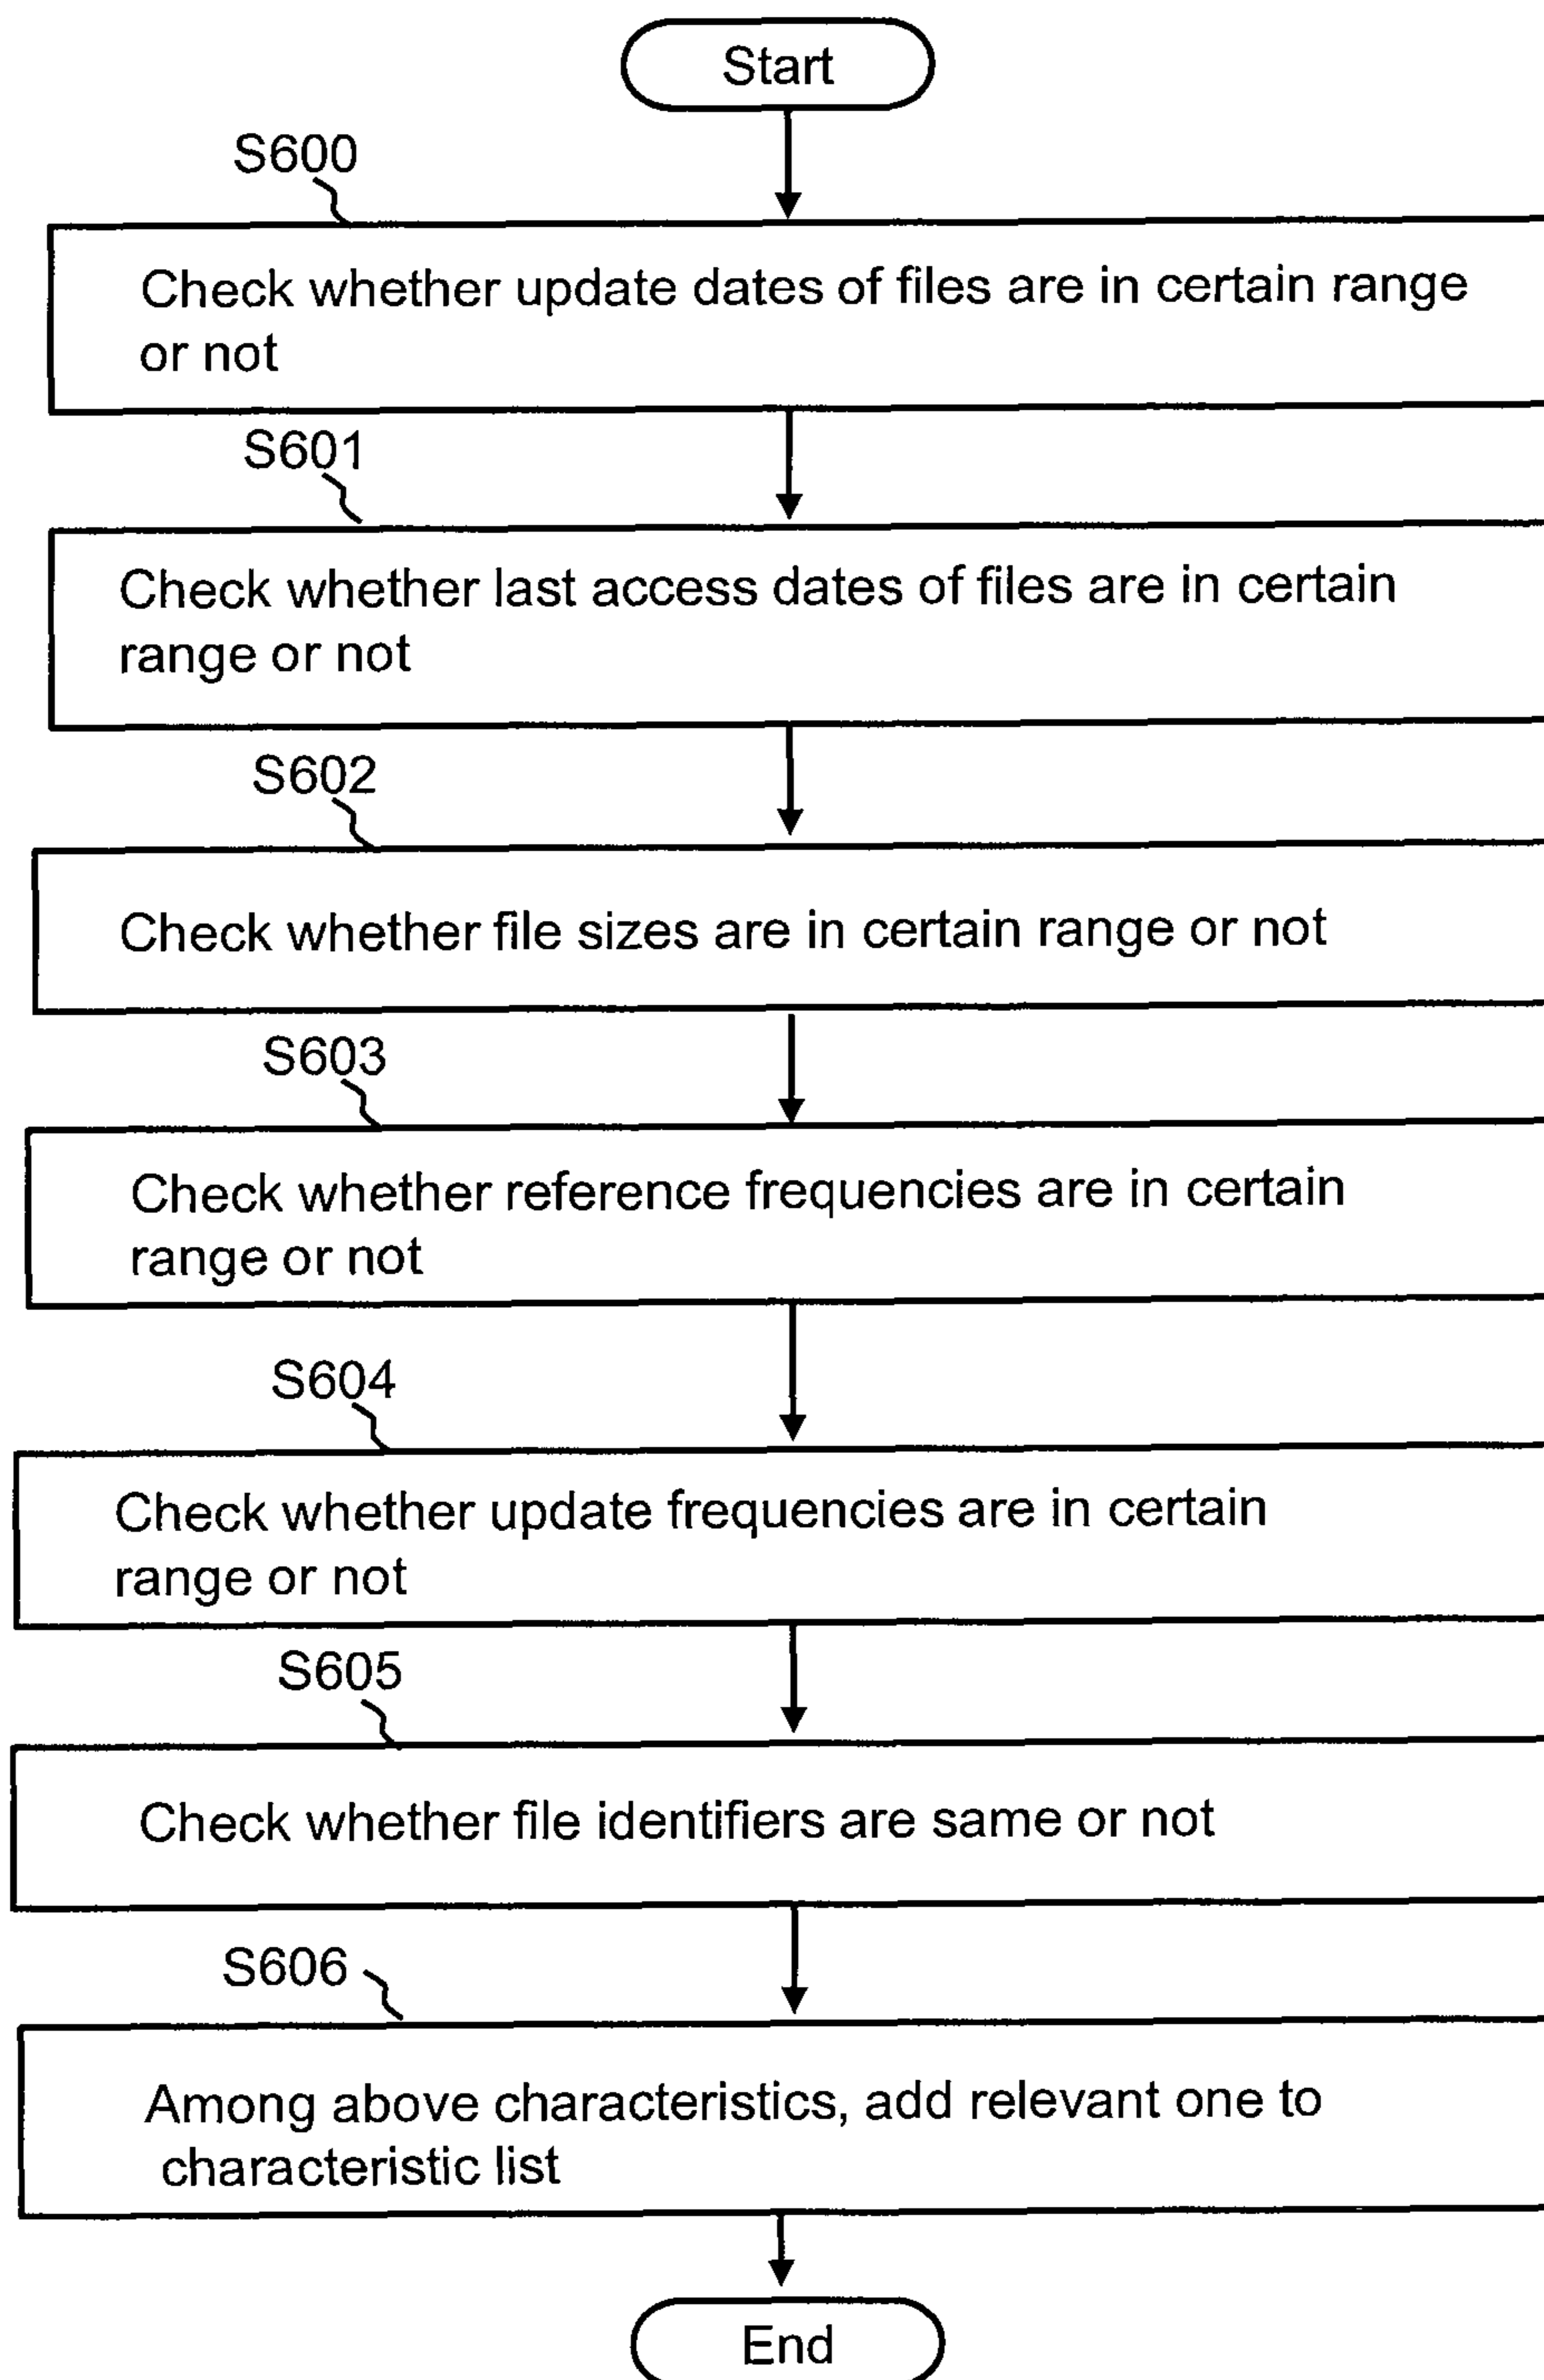 Start
S600
Check whether update dates of files are in certain range
or not
S601
Check whether last access dates of files are in certain
range or not
S602
Check whether file sizes are in certain range or not
S603
Check whether reference frequencies are in certain
range or not
S604
Check whether update frequencies are in certain
range or not
S605
Check whether file identifiers are same or not
S606
Among above characteristics, add relevant one to
characteristic list
End